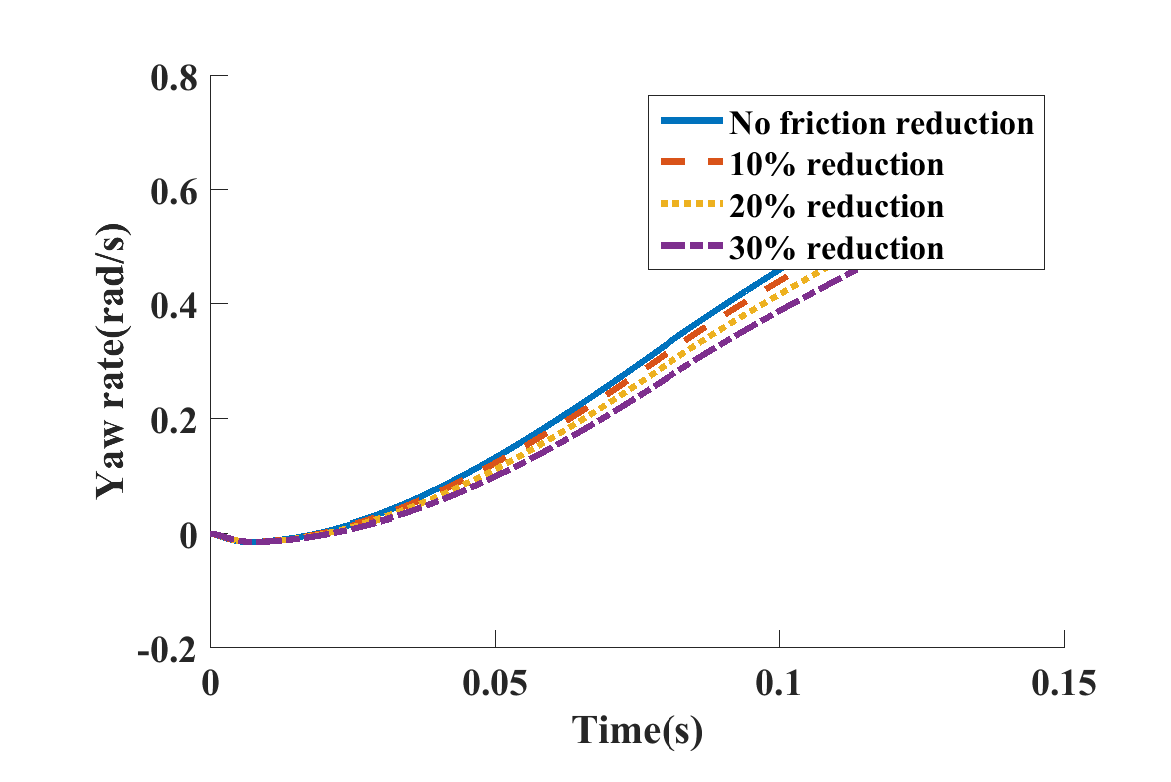 0.8
0.6
0.4
0.2
0
-0.2
Yaw rate(rad/s)
No friction reduction
10% reduction
20% reduction
30% reduction
0
0.05
0.1
0.15
Time(s)